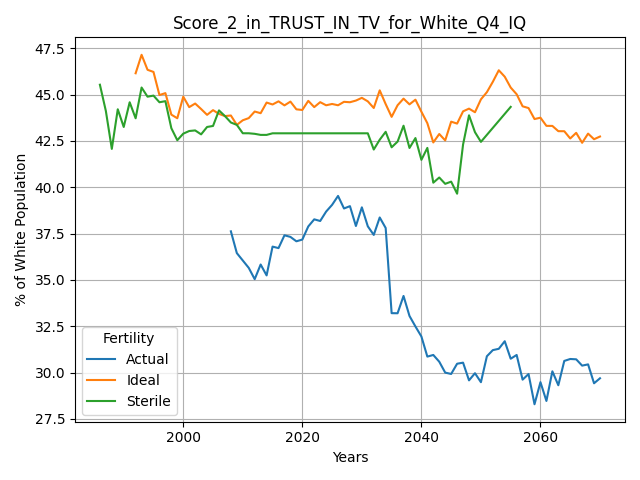 Score_2_in_TRUST_IN_TV_for_White_Q4_IQ
47.5
45.0
42.5
40.0
37.5
35.0
32.5
30.0
27.5
% of White Population
Fertility
Actual
Ideal
Sterile
2000
2020
2040
2060
Years